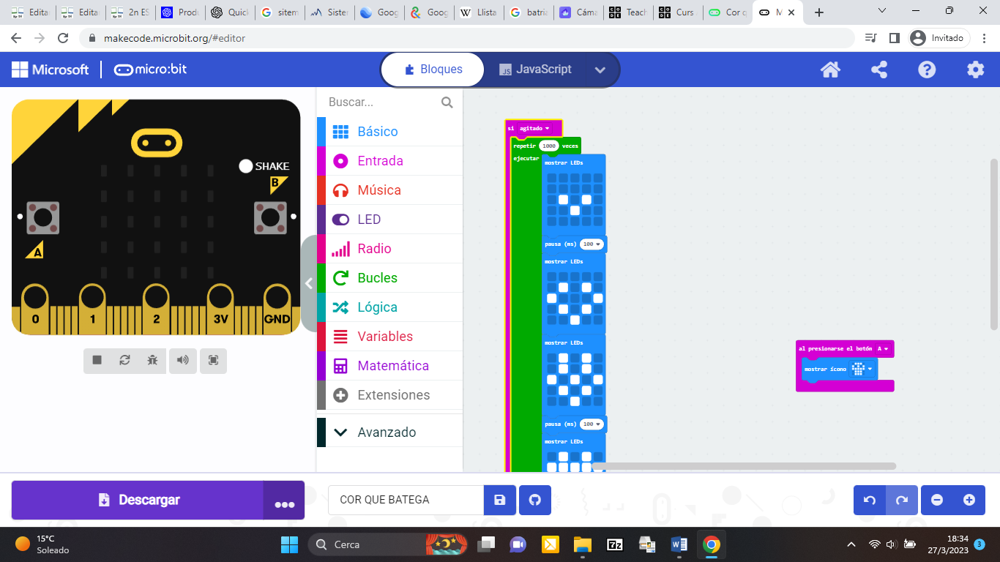 Edita
Edita
2n ES
Produ
Quick
sitem
Sister
Goog
Goog
Llista
batria
Cáma
Teach
Curs
Cor q
M
makecode.microbit.org/#editor
Invitado
Microsoft
micro:bit
Bloques
JS
JavaScript
SHAKE
B
A
0
1
2
3V
GND
Buscar...
Básico
Entrada
Música
LED
Radio
Bucles
Lógica
Variables
Matemática
Extensiones
Avanzado
si agitado
repetir 1000 veces
ejecutar
mostrar LEDs
pausa (ms) 100
mostrar LEDs
mostrar LEDs
pausa (ms) 100
mostrar LEDs
al presionarse el botón A
mostrar ícono
Descargar
COR QUE BATEGA
15°C
Soleado
Cerca
7z
18:34
27/3/2023
3